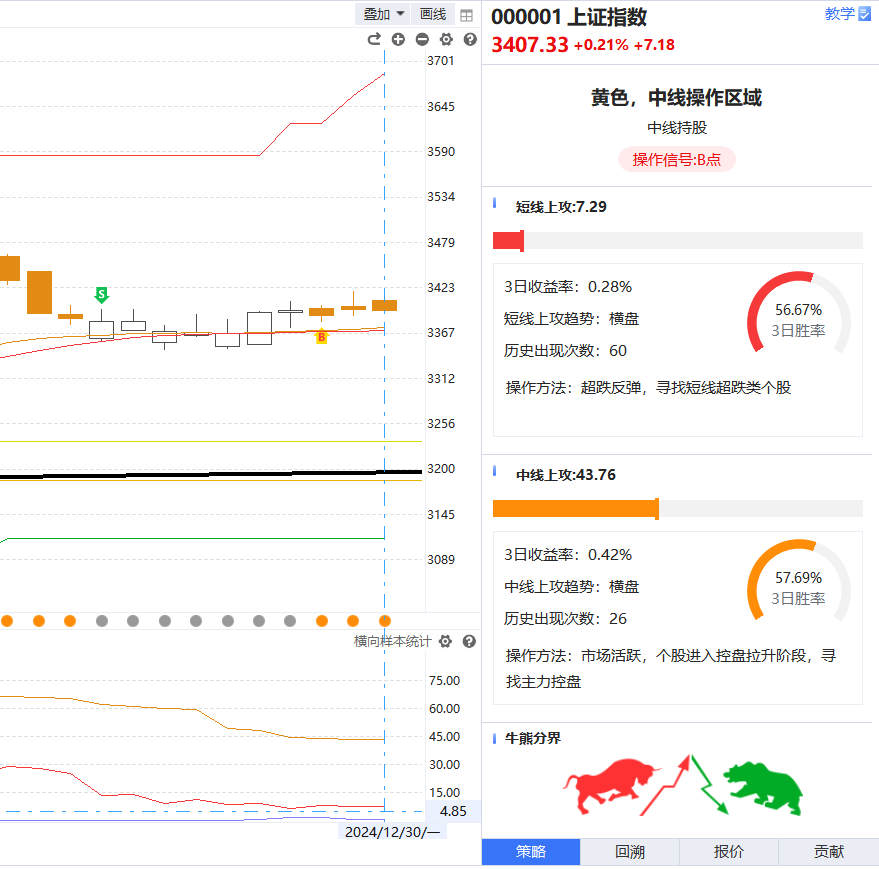 叠加 画线
3701
3645
3590
3534
3479
3423
S
3367
B
3312
3256
3200
3145
3089
横向样本统计
75.00
60.00
45.00
30.00
15.00
4.85
2024/12/30/一
000001 上证指数
教学
3407.33 +0.21% +7.18
黄色，中线操作区域
中线持股
操作信号:B点
短线上攻:7.29
3日收益率：0.28%
短线上攻趋势：横盘
历史出现次数：60
56.67%
3日胜率
操作方法：超跌反弹，寻找短线超跌类个股
中线上攻:43.76
3日收益率：0.42%
中线上攻趋势：横盘
历史出现次数：26
57.69%
3日胜率
操作方法：市场活跃，个股进入控盘拉升阶段，寻
找主力控盘
牛熊分界
策略 回溯 报价 贡献